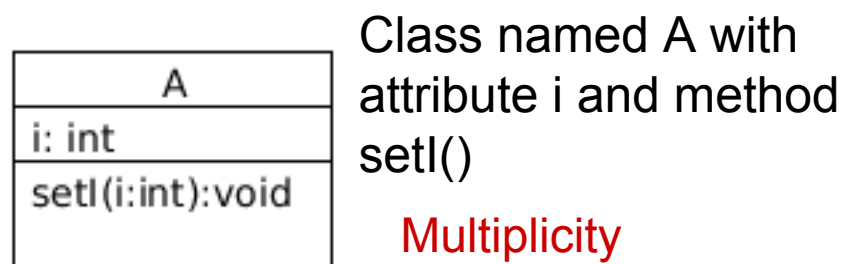 A
i: int
setI(i:int):void
Class named A with
attribute i and method
setI()
Multiplicity